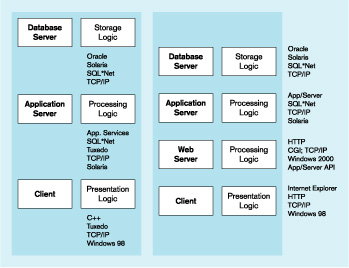 Database
Server
Storage
Logic
Oracle
Solaris
SQL*Net
TCP/IP
Application
Server
Processing
Logic
App. Services
SQL*Net
Tuxedo
TCP/IP
Solaris
Client
Presentation
Logic
C++
Tuxedo
TCP/IP
Windows 98
Database
Server
Storage
Logic
Oracle
Solaris
SQL*Net
TCP/IP
Application
Server
Processing
Logic
App/Server
SQL*Net
TCP/IP
Solaris
Web
Server
Processing
Logic
HTTP
CGI; TCP/IP
Windows 2000
App/Server API
Client
Presentation
Logic
Internet Explorer
HTTP
TCP/IP
Windows 98